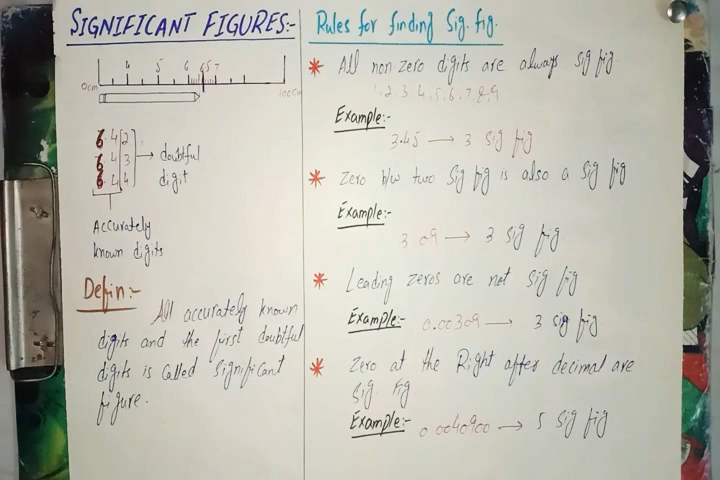 SIGNIFICANT FIGURES:-
4 5 6 6.5 7
0cm 10cm
6.4 2
6.4 3 → doubtful
6.4 4 digit
Accurately
known digits
Defin:-
All accurately known
digits and the first doubtful
digits is called significant
figure.
Rules for finding Sig. fig.
* All non-zero digits are always sig fig
1.2.3.4.5.6.7.8.9
Example:-
3.45 → 3 sig fig
* Zero b/w two Sig fig is also a sig fig
Example:-
3.09 → 3 sig fig.
* Leading zeros are not sig fig
Example:- 0.00309 → 3 sig fig
* Zero at the Right after decimal are
sig fig
Example:- 0.0040900 → 5 sig fig